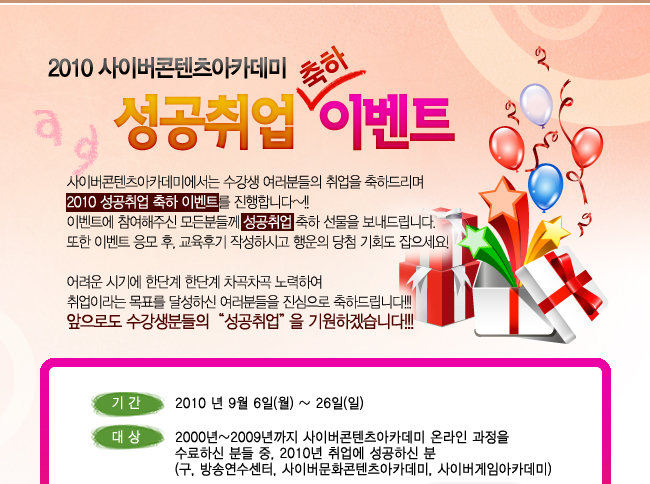 2010 사이버콘텐츠아카데미
성공취업 축하 이벤트
사이버콘텐츠아카데미에서는 수강생 여러분들의 취업을 축하드리며
2010 성공취업 축하 이벤트를 진행합니다~!!
이벤트에 참여해주신 모든분들께 성공취업 축하 선물을 보내드립니다.
또한 이벤트 응모 후, 교육후기 작성하시고 행운의 당첨 기회도 잡으세요!
어려운 시기에 한단계 한단계 차곡차곡 노력하여
취업이라는 목표를 달성하신 여러분들을 진심으로 축하드립니다!!!
앞으로도 수강생분들의 “성공취업” 을 기원하겠습니다!!!
기 간 2010 년 9월 6일(월) ~ 26일(일)
대 상 2000년~2009년까지 사이버콘텐츠아카데미 온라인 과정을
수료하신 분들 중, 2010년 취업에 성공하신 분
(구, 방송연수센터, 사이버문화콘텐츠아카데미, 사이버게임아카데미)